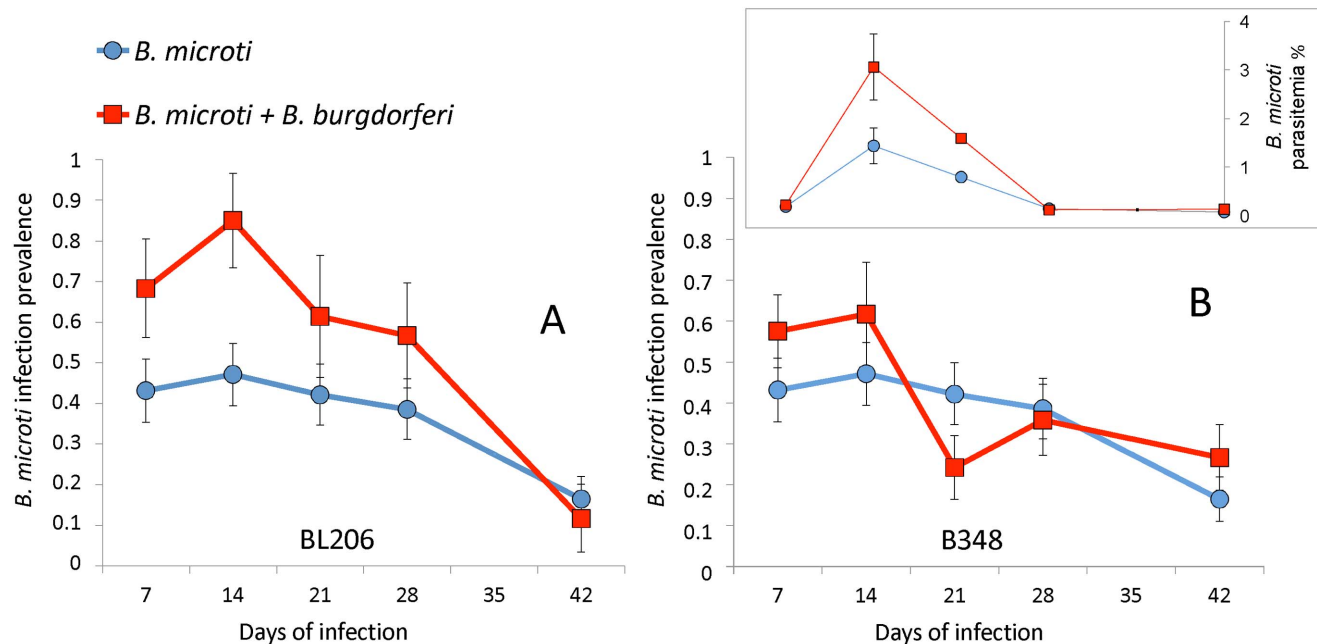 B. microti
B. microti + B. burgdorferi
B. microti infection prevalence
1
0.9
0.8
0.7
0.6
0.5
0.4
0.3
0.2
0.1
0
A
BL206
7 14 21 28 35 42
Days of infection
4
3
2
1
0
B. microti
parasitemia %
B. microti infection prevalence
1
0.9
0.8
0.7
0.6
0.5
0.4
0.3
0.2
0.1
0
B
B348
7 14 21 28 35 42
Days of infection